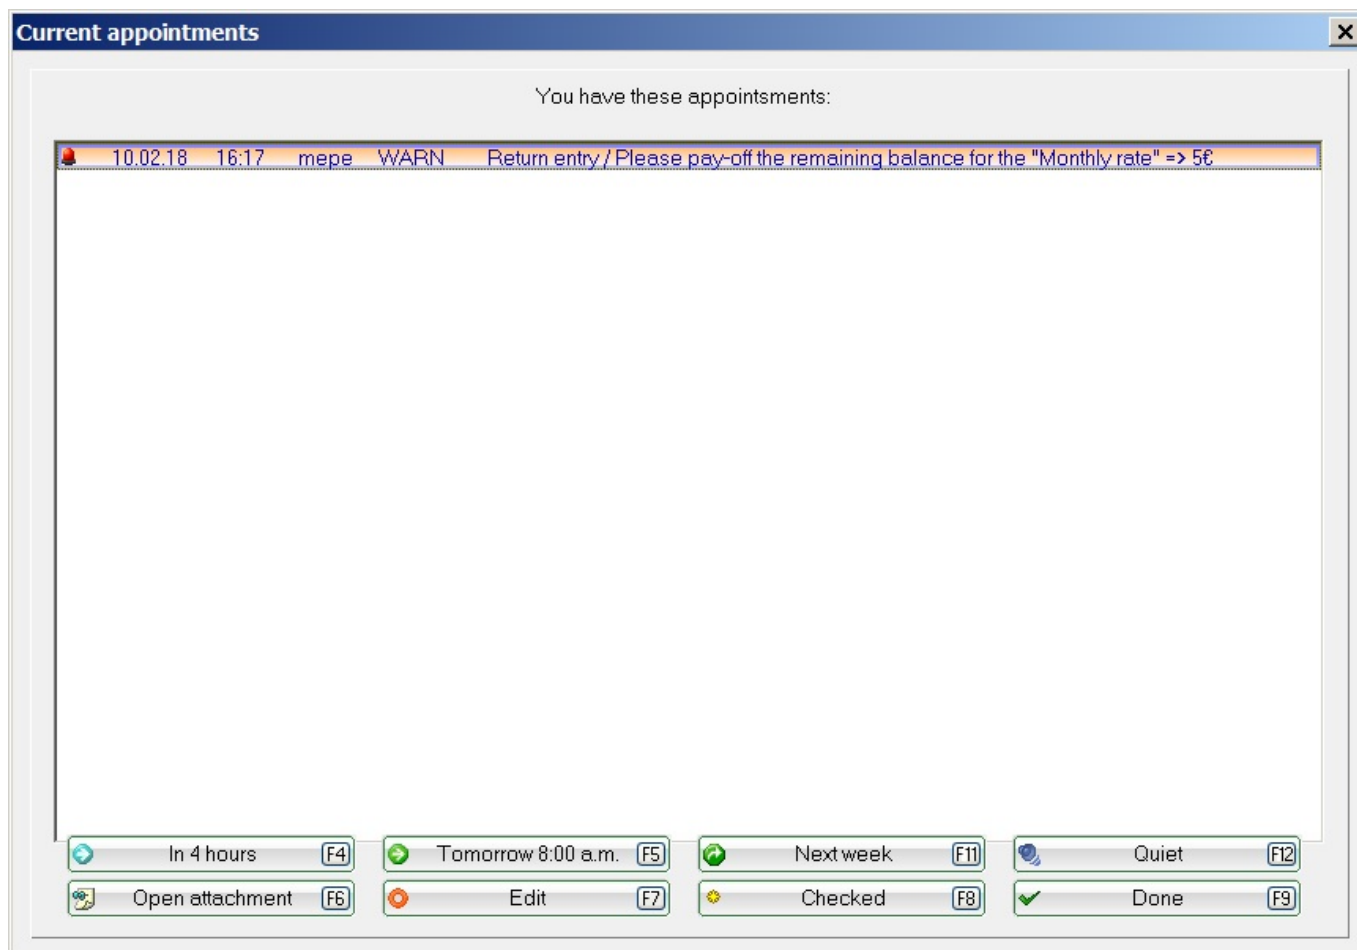 Current appointments
You have these appointsments:
10.02.18 16:17 mepe WARN Return entry / Please pay-off the remaining balance for the "Monthly rate" => 5€
In 4 hours F4 Tomorrow 8:00 a.m. F5 Next week F11 Quiet F12
Open attachment F6 Edit F7 Checked F8 Done F9